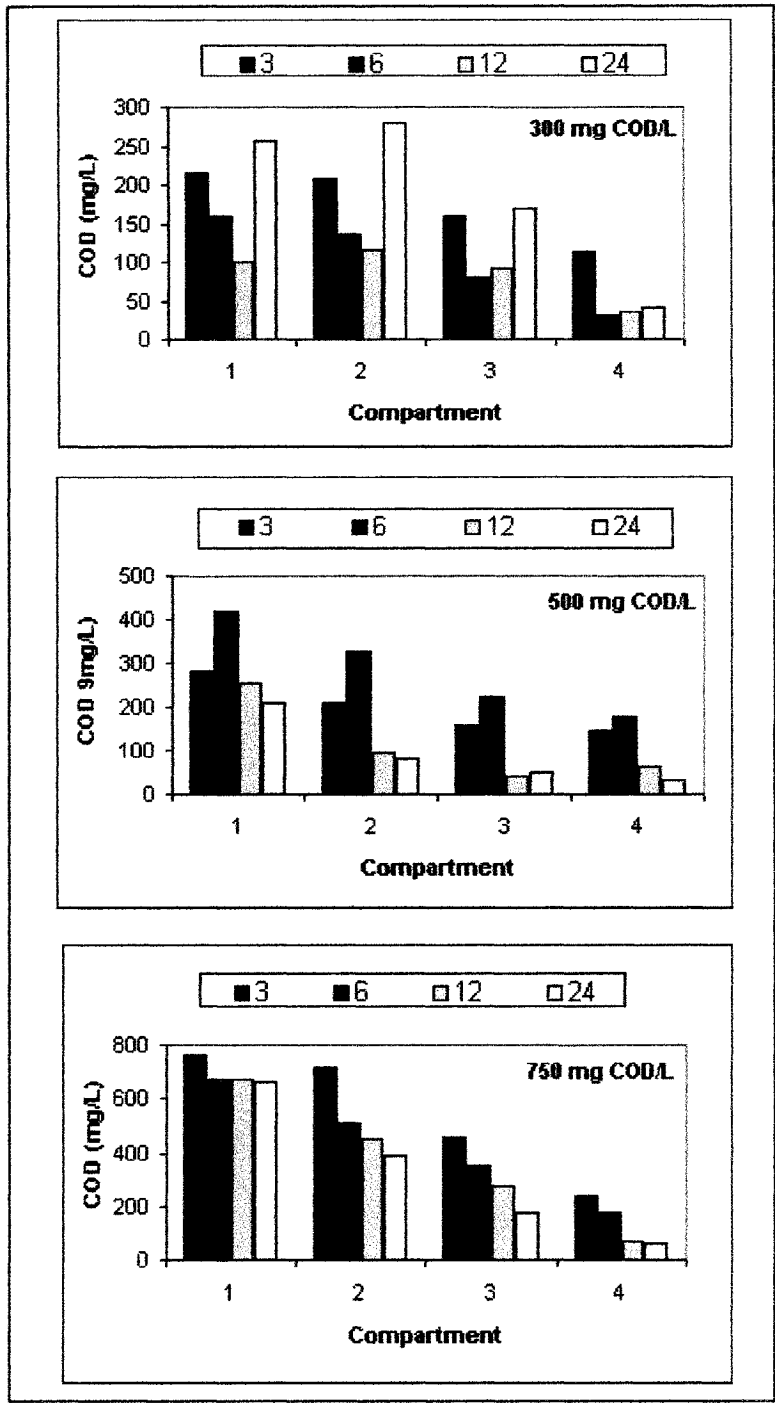 3 6 12 24
300 mg COD/L
300
250
200
150
100
50
0
COD (mg/L)
1 2 3 4
Compartment
3 6 12 24
500 mg COD/L
500
400
300
200
100
0
COD 9mg/L)
1 2 3 4
Compartment
3 6 12 24
750 mg COD/L
800
600
400
200
0
COD (mg/L)
1 2 3 4
Compartment